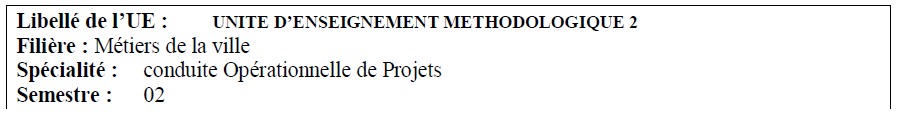 Libellé de l'UE : UNITE D'ENSEIGNEMENT METHODOLOGIQUE 2
Filière : Métiers de la ville
Spécialité : conduite Opérationnelle de Projets
Semestre : 02